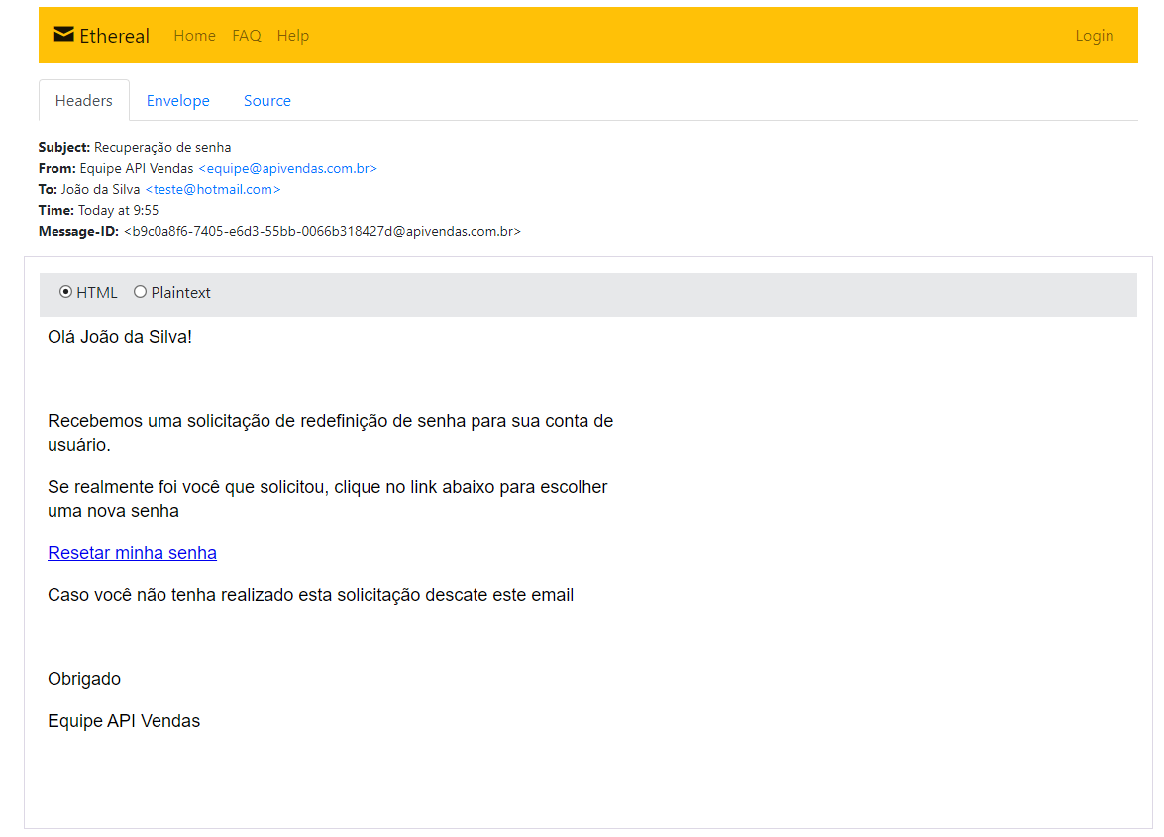 Ethereal Home FAQ Help Login
Headers Envelope Source
Subject: Recuperação de senha
From: Equipe API Vendas <equipe@apivendas.com.br>
To: João da Silva <teste@hotmail.com>
Time: Today at 9:55
Message-ID: <b9c0a8f6-7405-e6d3-55bb-0066b318427d@apivendas.com.br>
HTML Plaintext
Olá João da Silva!
Recebemos uma solicitação de redefinição de senha para sua conta de
usuário.
Se realmente foi você que solicitou, clique no link abaixo para escolher
uma nova senha
Resetar minha senha
Caso você não tenha realizado esta solicitação descate este email
Obrigado
Equipe API Vendas